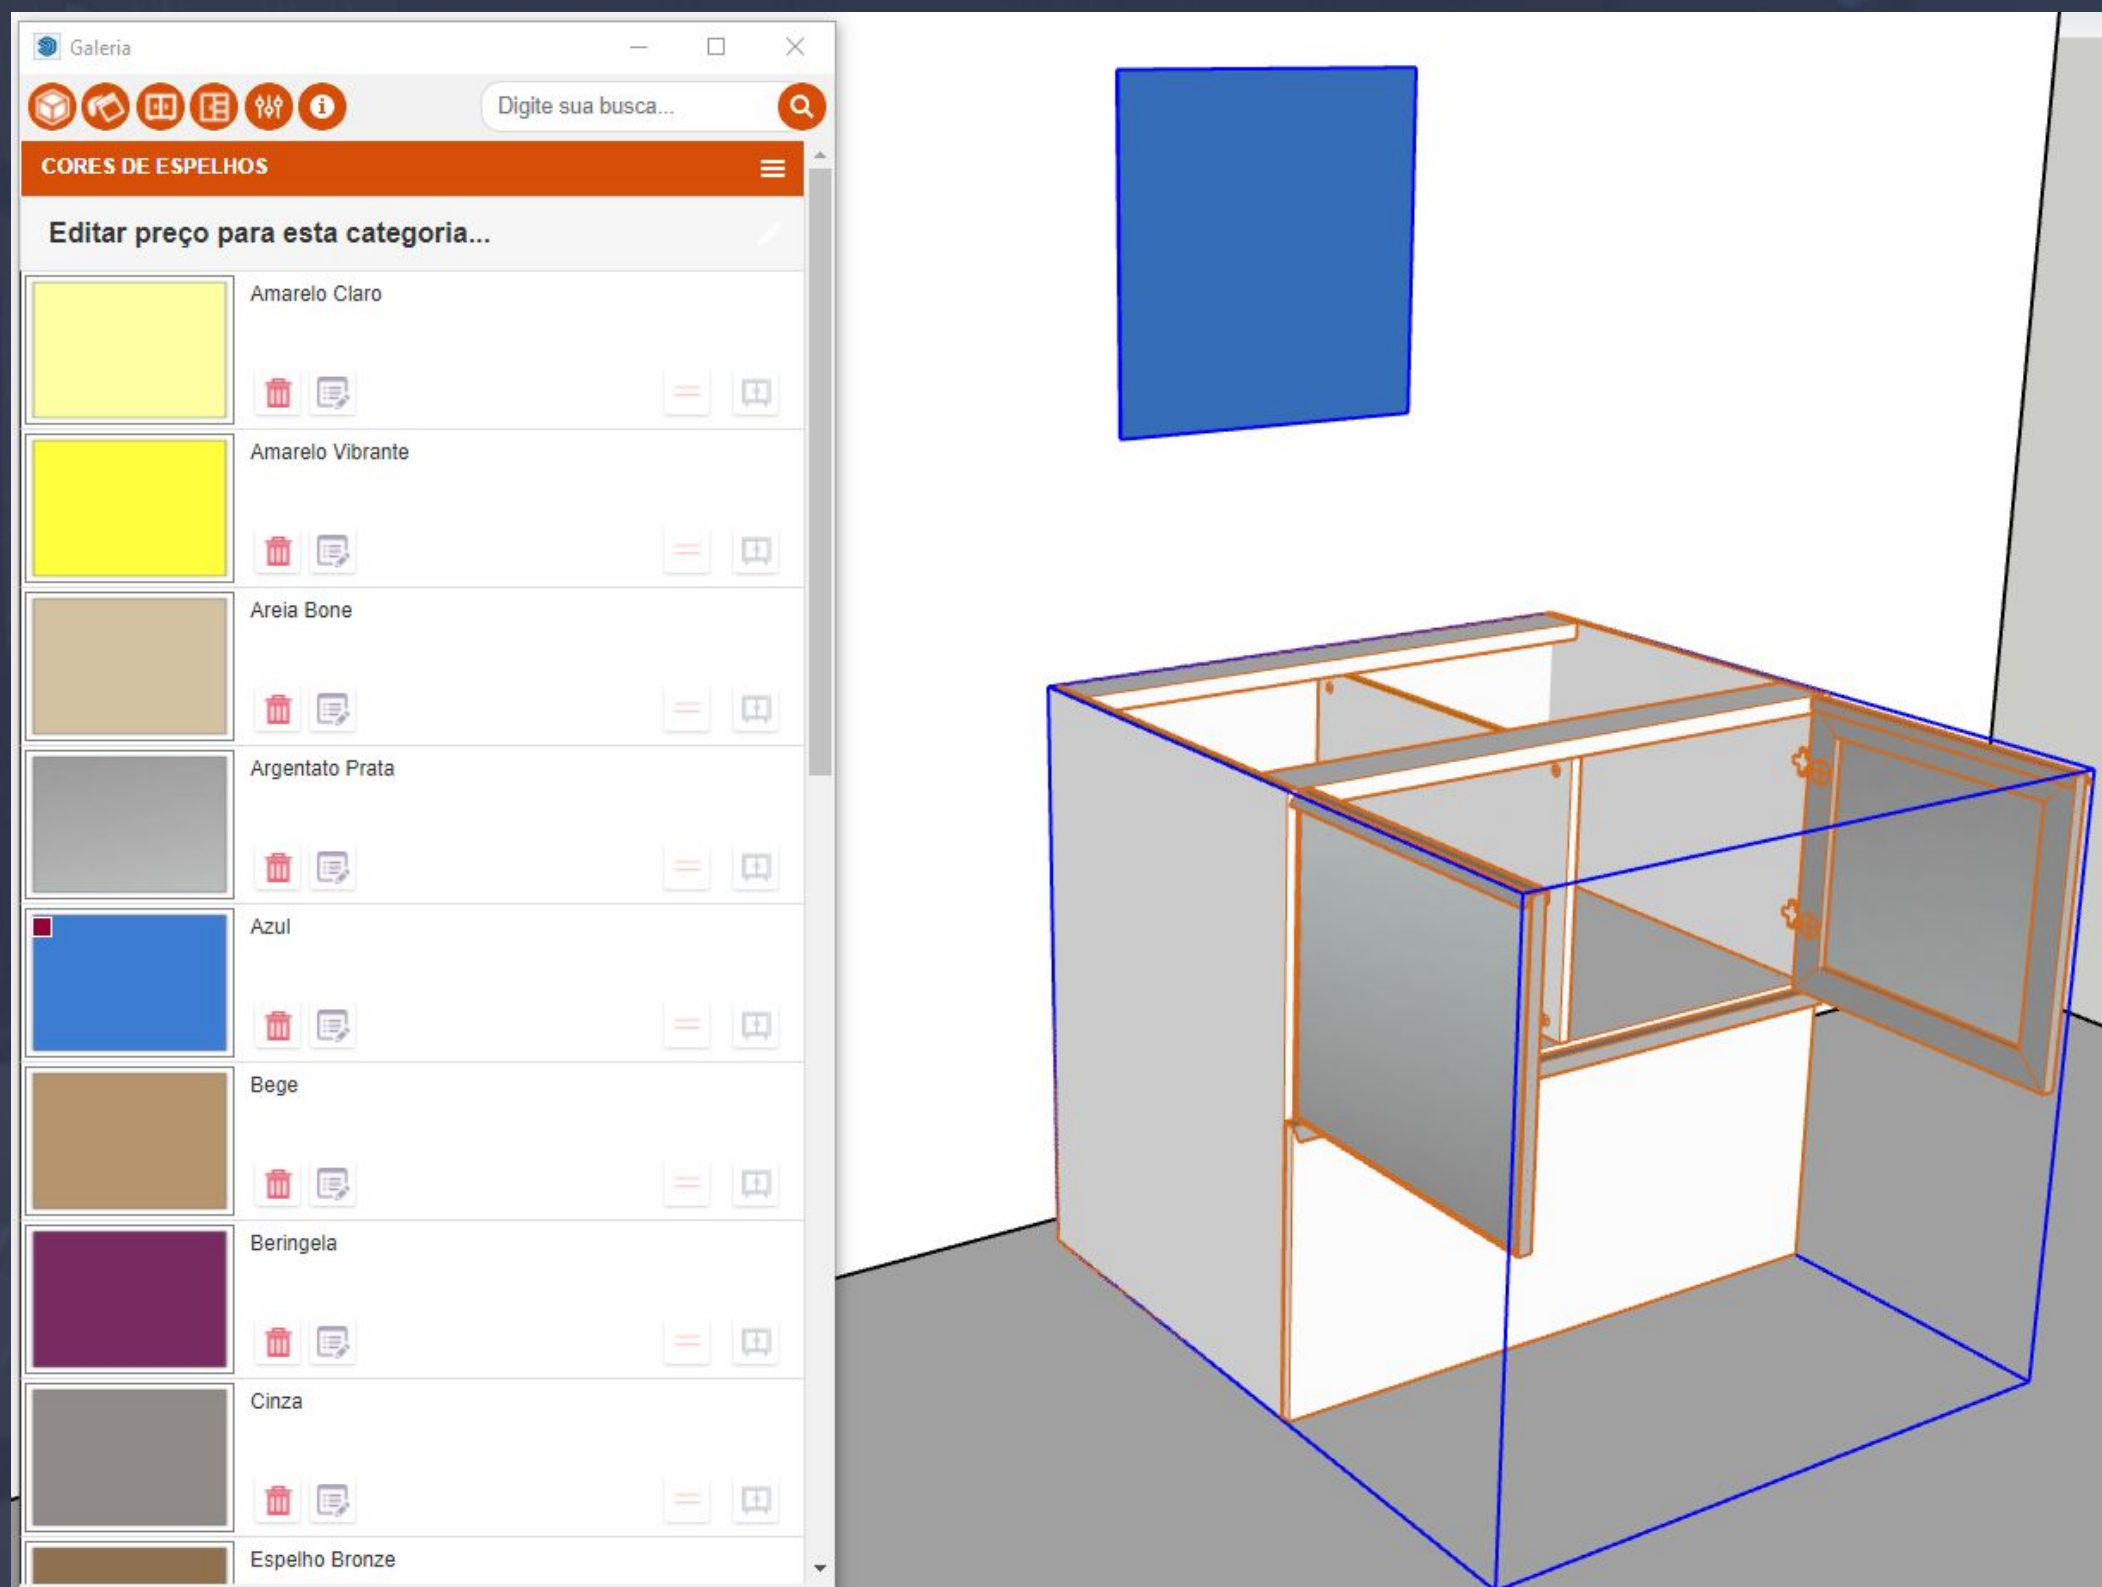 Galeria
Digite sua busca...
CORES DE ESPELHOS
Editar preço para esta categoria...
Amarelo Claro
Amarelo Vibrante
Areia Bone
Argentato Prata
Azul
Bege
Beringela
Cinza
Espelho Bronze